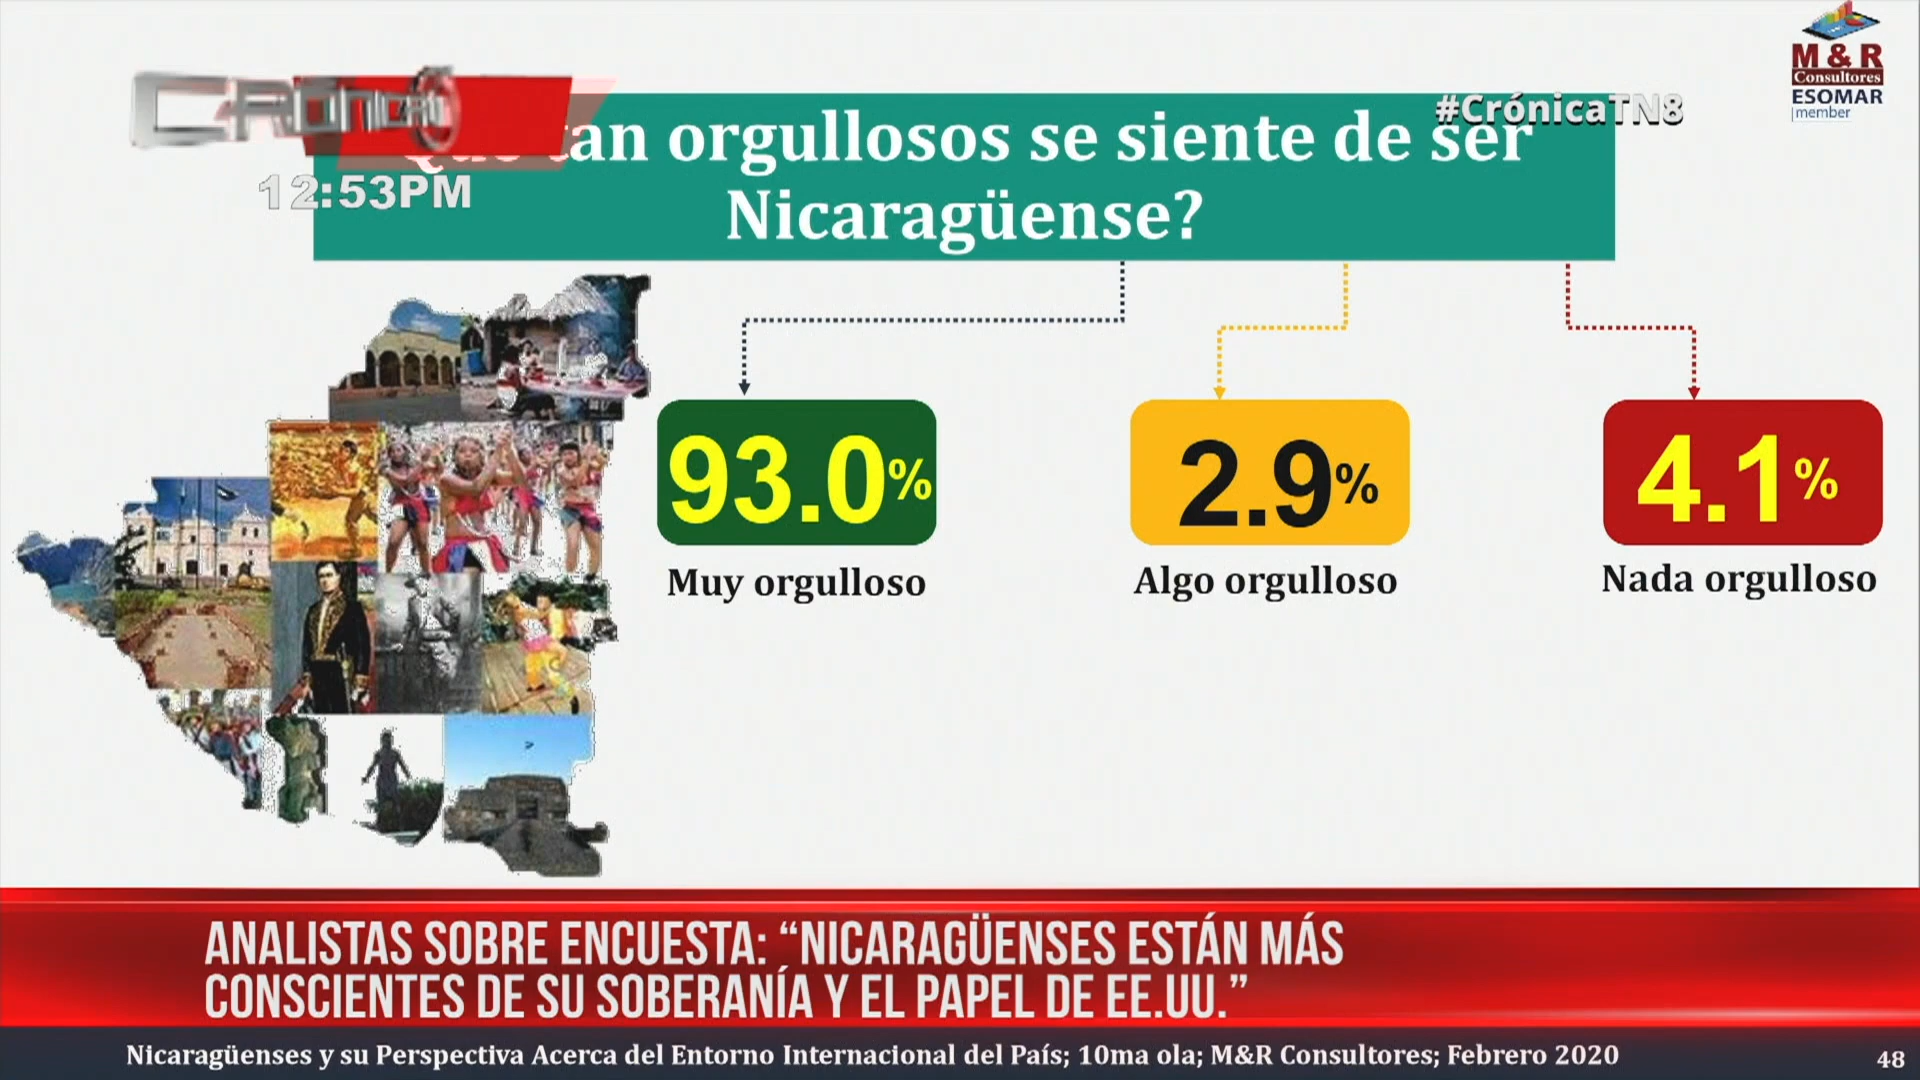 M & R
Consultores
ESOMAR
member
CRÓNICA
#CrónicaTN8
Qué tan orgullosos se siente de ser
12:53PM
Nicaragüense?
93.0%
2.9%
4.1%
Muy orgulloso
Algo orgulloso
Nada orgulloso
ANALISTAS SOBRE ENCUESTA: “NICARAGÜENSES ESTÁN MÁS
CONSCIENTES DE SU SOBERANÍA Y EL PAPEL DE EE.UU.”
Nicaragüenses y su Perspectiva Acerca del Entorno Internacional del País; 10ma ola; M&R Consultores; Febrero 2020
48